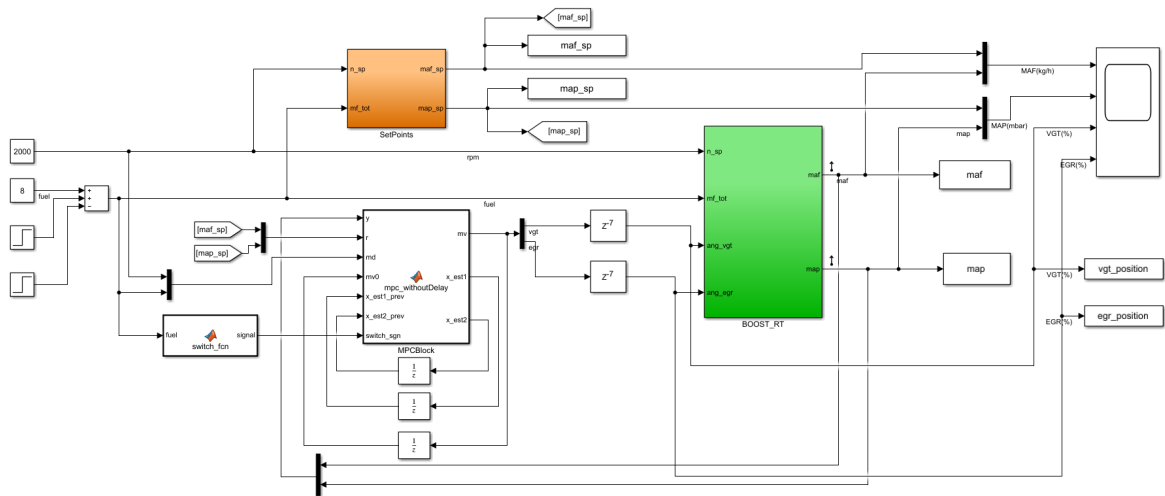 [maf_sp]
maf_sp
n_sp
maf_sp
map_sp
mf_tot
map_sp
SetPoints
[map_sp]
MAF(kg/h)
MAP(mbar)
map
VGT(%)
EGR(%)
2000
rpm
8
fuel
+
+
−
fuel
n_sp
maf
mf_tot
ang_vgt
map
ang_egr
BOOST_RT
maf
maf
map
[maf_sp]
[map_sp]
y
r
md
mv0
x_est1_prev
x_est2_prev
switch_sgn
mv
x_est1
x_est2
mpc_withoutDelay
MPCBlock
vgt
egr
z-7
z-7
VGT(%)
vgt_position
EGR(%)
egr_position
fuel
signal
switch_fcn
1
z
1
z
1
z